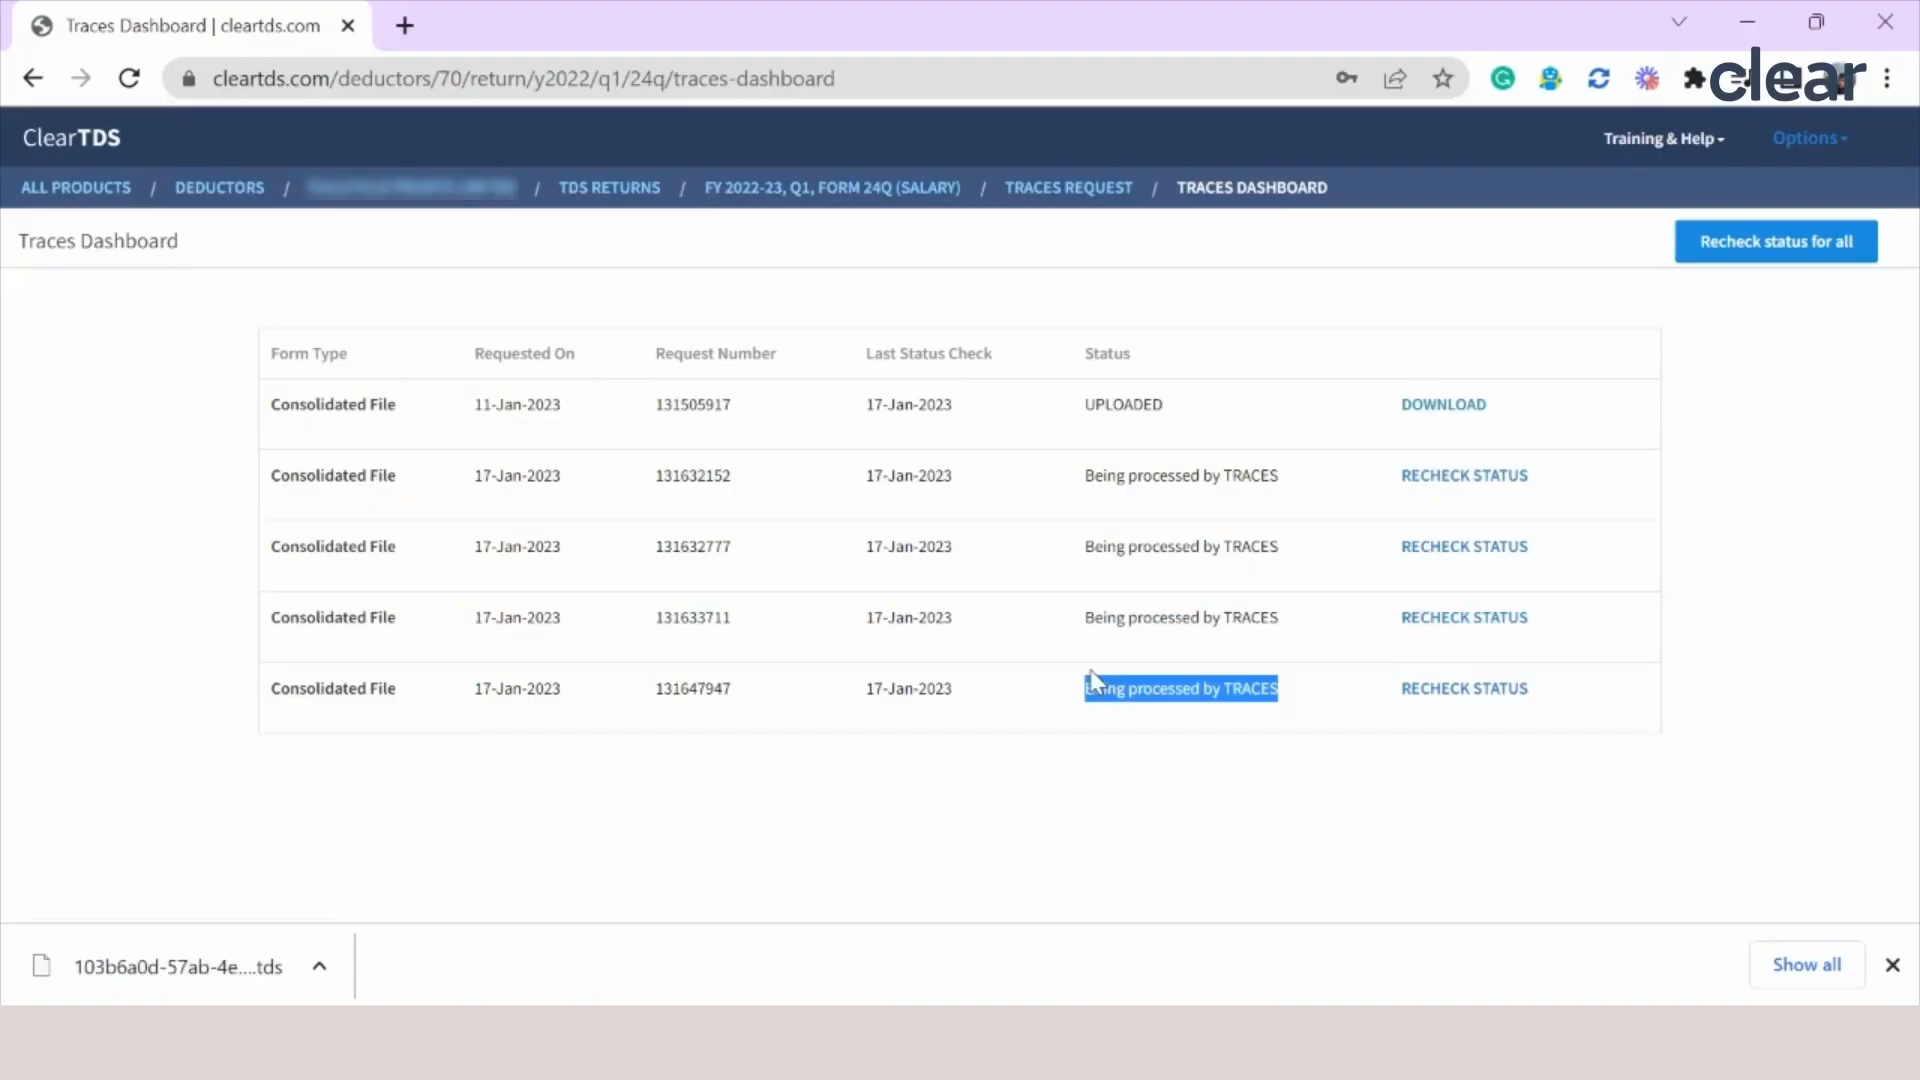 Traces Dashboard | cleartds.com
cleartds.com/deductors/70/return/y2022/q1/24q/traces-dashboard
clear
ClearTDS
Training & Help
Options
ALL PRODUCTS / DEDUCTORS / / TDS RETURNS / FY 2022-23, Q1, FORM 24Q (SALARY) / TRACES REQUEST / TRACES DASHBOARD
Traces Dashboard
Recheck status for all
Form Type Requested On Request Number Last Status Check Status
Consolidated File 11-Jan-2023 131505917 17-Jan-2023 UPLOADED DOWNLOAD
Consolidated File 17-Jan-2023 131632152 17-Jan-2023 Being processed by TRACES RECHECK STATUS
Consolidated File 17-Jan-2023 131632777 17-Jan-2023 Being processed by TRACES RECHECK STATUS
Consolidated File 17-Jan-2023 131633711 17-Jan-2023 Being processed by TRACES RECHECK STATUS
Consolidated File 17-Jan-2023 131647947 17-Jan-2023 Being processed by TRACES RECHECK STATUS
103b6a0d-57ab-4e....tds
Show all